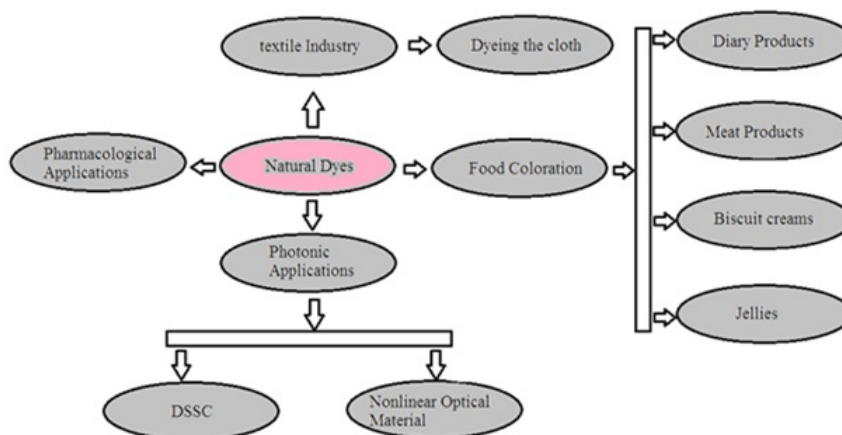 textile Industry
Dyeing the cloth
Diary Products
Meat Products
Pharmacological
Applications
Natural Dyes
Food Coloration
Biscuit creams
Photonic
Applications
Jellies
DSSC
Nonlinear Optical
Material